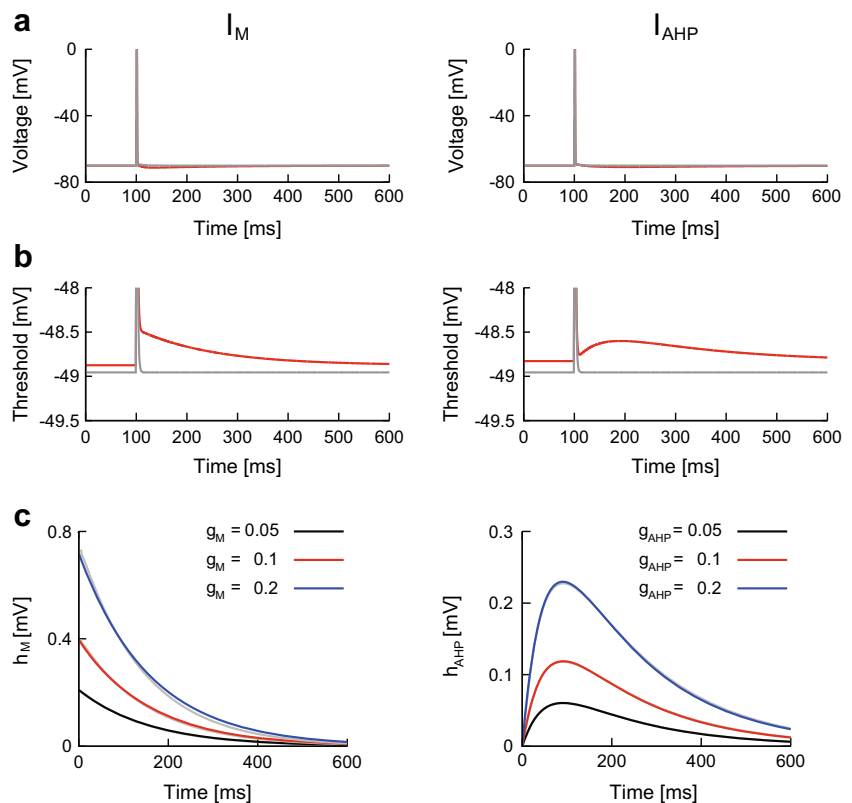 a
I_M
I_AHP
Voltage [mV]
0
-40
-80
0 100 200 300 400 500 600
Time [ms]
Voltage [mV]
0
-40
-80
0 100 200 300 400 500 600
Time [ms]
b
Threshold [mV]
-48
-48.5
-49
-49.5
0 100 200 300 400 500 600
Time [ms]
Threshold [mV]
-48
-48.5
-49
-49.5
0 100 200 300 400 500 600
Time [ms]
c
h_M [mV]
0.8
0.4
0
g_M = 0.05
g_M = 0.1
g_M = 0.2
0 200 400 600
Time [ms]
h_AHP [mV]
0.3
0.2
0.1
0
g_AHP = 0.05
g_AHP = 0.1
g_AHP = 0.2
0 200 400 600
Time [ms]